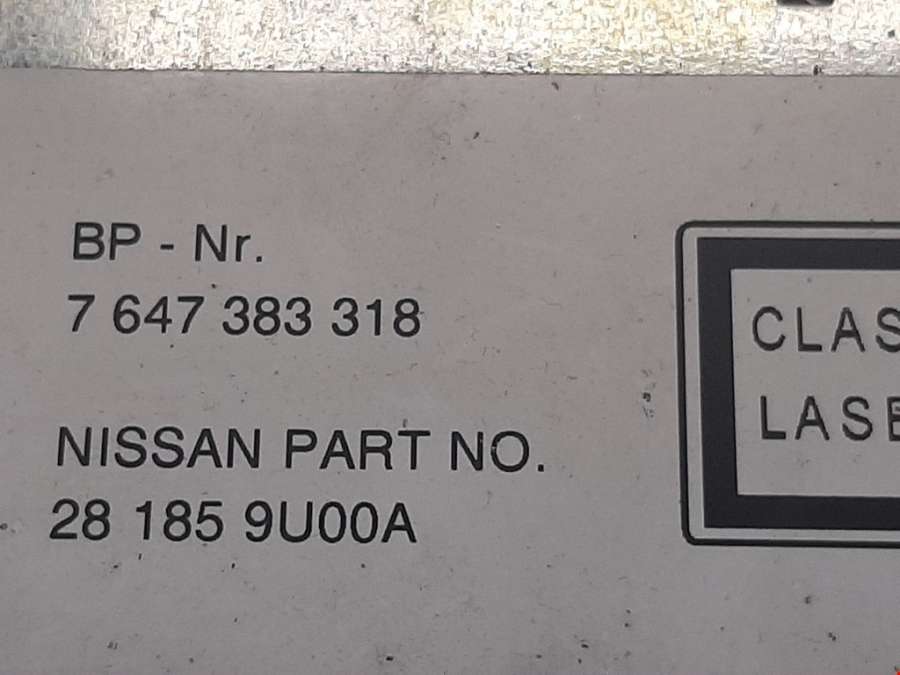 BP - Nr.
7 647 383 318
NISSAN PART NO.
28 185 9U00A
CLAS
LASE